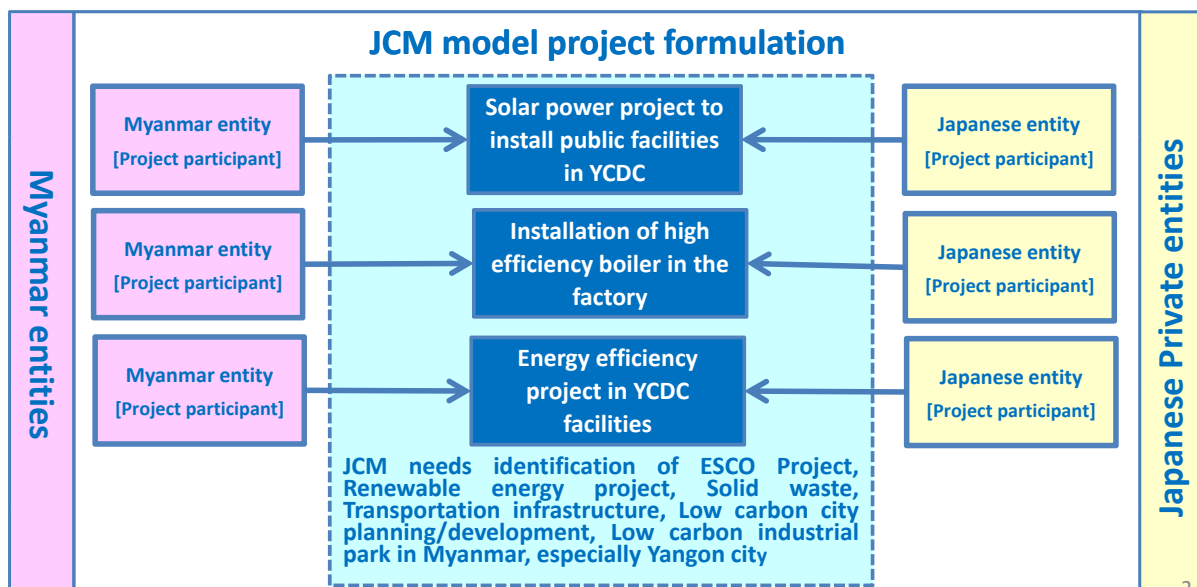 JCM model project formulation
Myanmar entities
Myanmar entity
[Project participant]
Solar power project to
install public facilities
in YCDC
Japanese entity
[Project participant]
Myanmar entity
[Project participant]
Installation of high
efficiency boiler in the
factory
Japanese entity
[Project participant]
Myanmar entity
[Project participant]
Energy efficiency
project in YCDC
facilities
Japanese entity
[Project participant]
JCM needs identification of ESCO Project,
Renewable energy project, Solid waste,
Transportation infrastructure, Low carbon city
planning/development, Low carbon industrial
park in Myanmar, especially Yangon city
Japanese Private entities